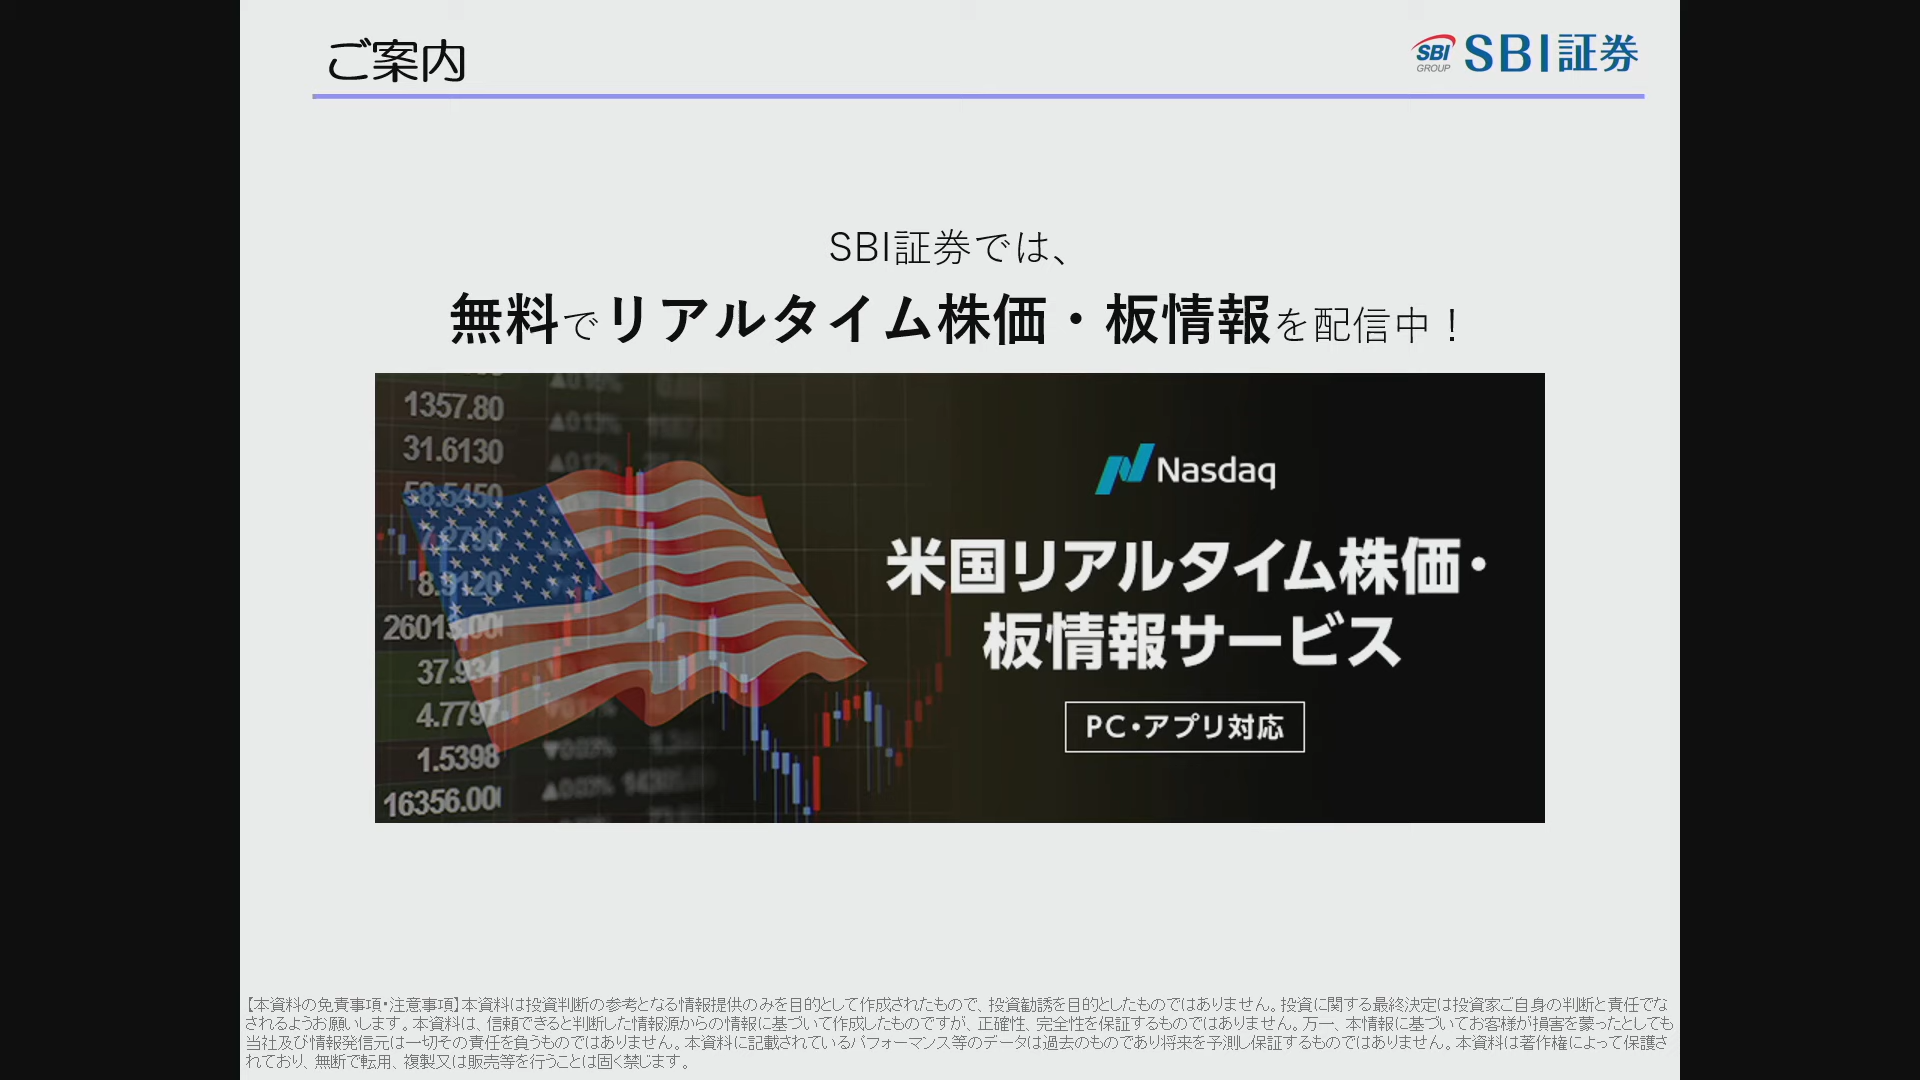 ご案内
SBI GROUP SBI証券
SBI証券では、
無料でリアルタイム株価・板情報を配信中！
1357.80
31.6130
58.5450
7.2790
8.9120
26015.00
37.934
4.7797
1.5398
16356.00
▲0.13%
▼0.03%
▲0.03%
Nasdaq
米国リアルタイム株価・
板情報サービス
PC・アプリ対応
【本資料の免責事項・注意事項】本資料は投資判断の参考となる情報提供のみを目的として作成されたもので、投資勧誘を目的としたものではありません。投資に関する最終決定は投資家ご自身の判断と責任でな
されるようお願いします。本資料は、信頼できると判断した情報源からの情報に基づいて作成したものですが、正確性、完全性を保証するものではありません。万一、本情報に基づいてお客様が損害を蒙ったとしても
当社及び情報発信元は一切その責任を負うものではありません。本資料に記載されているパフォーマンス等のデータは過去のものであり将来を予測し保証するものではありません。本資料は著作権によって保護さ
れており、無断で転用、複製又は販売等を行うことは固く禁じます。